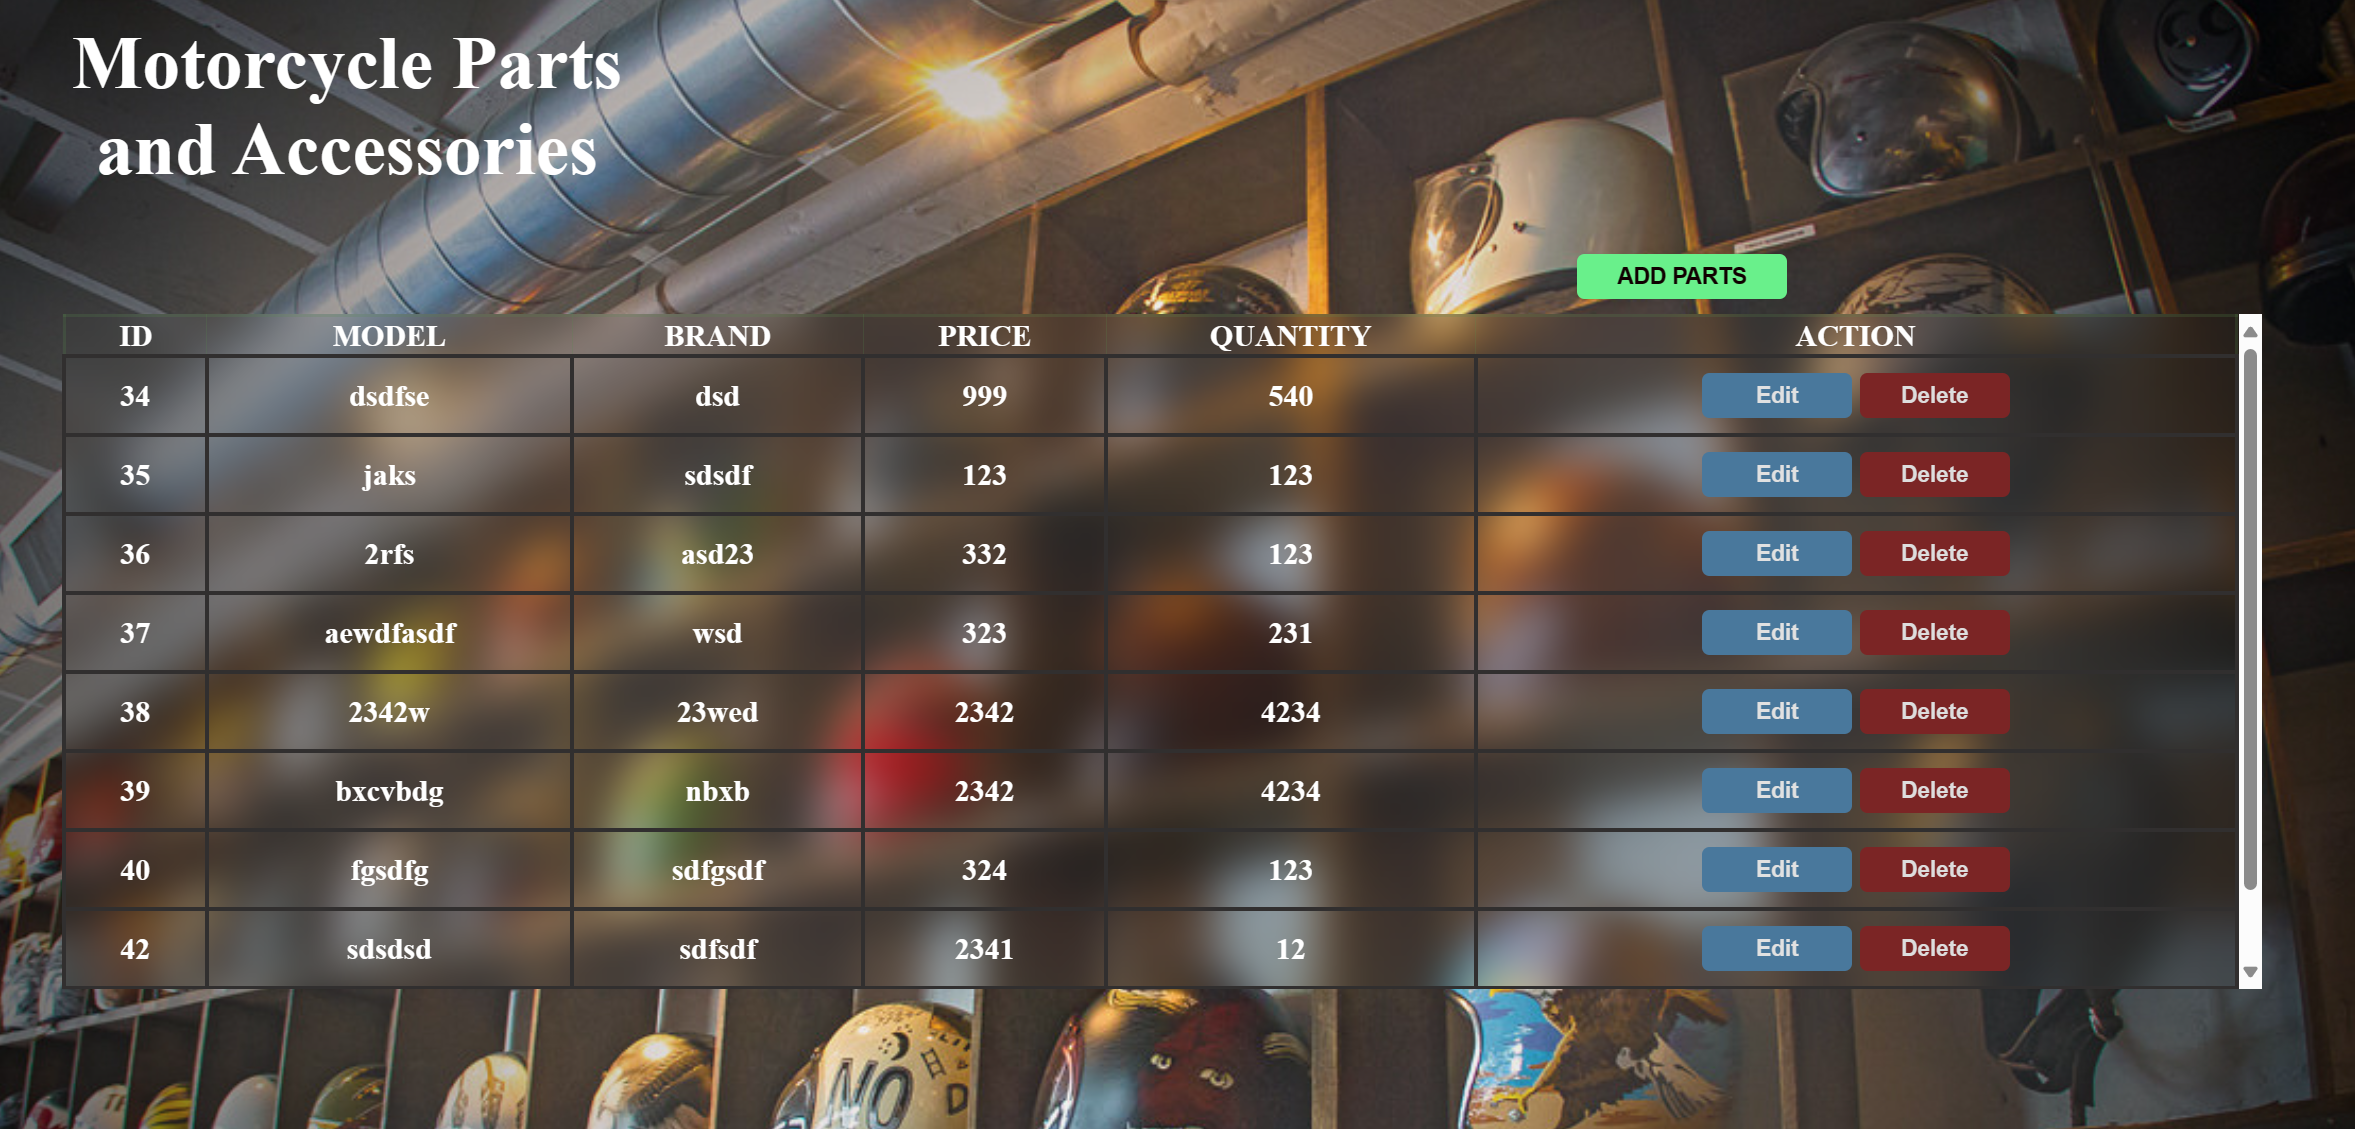 Motorcycle Parts
and Accessories
ADD PARTS
ID MODEL BRAND PRICE QUANTITY ACTION
34 dsdfse dsd 999 540 Edit Delete
35 jaks sdsdf 123 123 Edit Delete
36 2rfs asd23 332 123 Edit Delete
37 aewdfasdf wsd 323 231 Edit Delete
38 2342w 23wed 2342 4234 Edit Delete
39 bxcvbdg nbxb 2342 4234 Edit Delete
40 fgsdfg sdfgsdf 324 123 Edit Delete
42 sdsdsd sdfsdf 2341 12 Edit Delete
NO